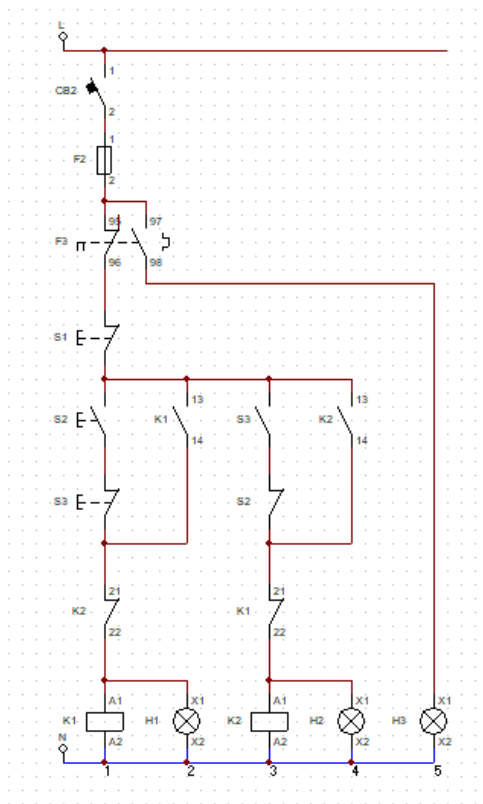 L
1
CB2
2
1
F2
2
95 97
F3
96 98
S1
13 13
S2 K1 S3 K2
14 14
S3 S2
21 21
K2 K1
22 22
A1 X1 A1 X1 X1
K1 H1 K2 H2 H3
N A2 X2 A2 X2 X2
1 2 3 4 5